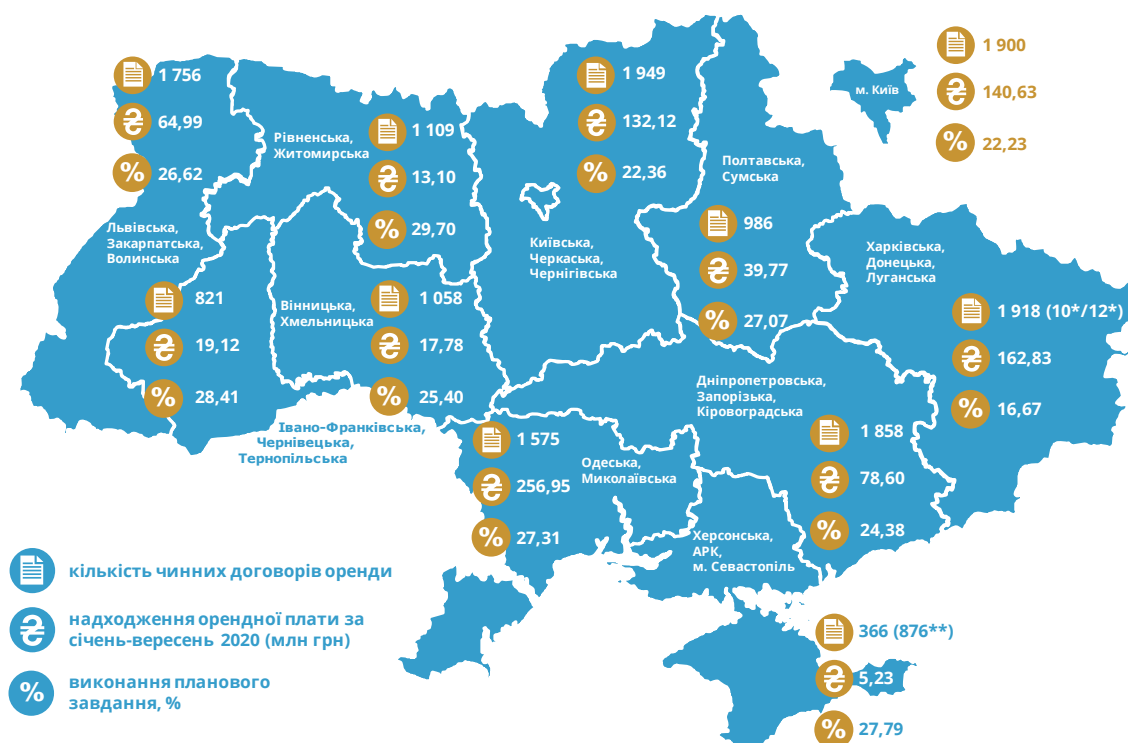 1 756
64,99
%
26,62
Львівська,
Закарпатська,
Волинська
Рівненська,
Житомирська
1 109
13,10
%
29,70
1 949
132,12
%
22,36
Київська,
Черкаська,
Чернігівська
м. Київ
1 900
140,63
%
22,23
Полтавська,
Сумська
986
39,77
%
27,07
Харківська,
Донецька,
Луганська
1 918 (10*/12*)
162,83
%
16,67
821
19,12
%
28,41
Вінницька,
Хмельницька
1 058
17,78
%
25,40
Івано-Франківська,
Чернівецька,
Тернопільська
1 575
256,95
%
27,31
Одеська,
Миколаївська
Дніпропетровська,
Запорізька,
Кіровоградська
1 858
78,60
%
24,38
Херсонська,
АРК,
м. Севастопіль
366 (876**)
5,23
%
27,79
кількість чинних договорів оренди
надходження орендної плати за
січень-вересень 2020 (млн грн)
%
виконання планового
завдання, %